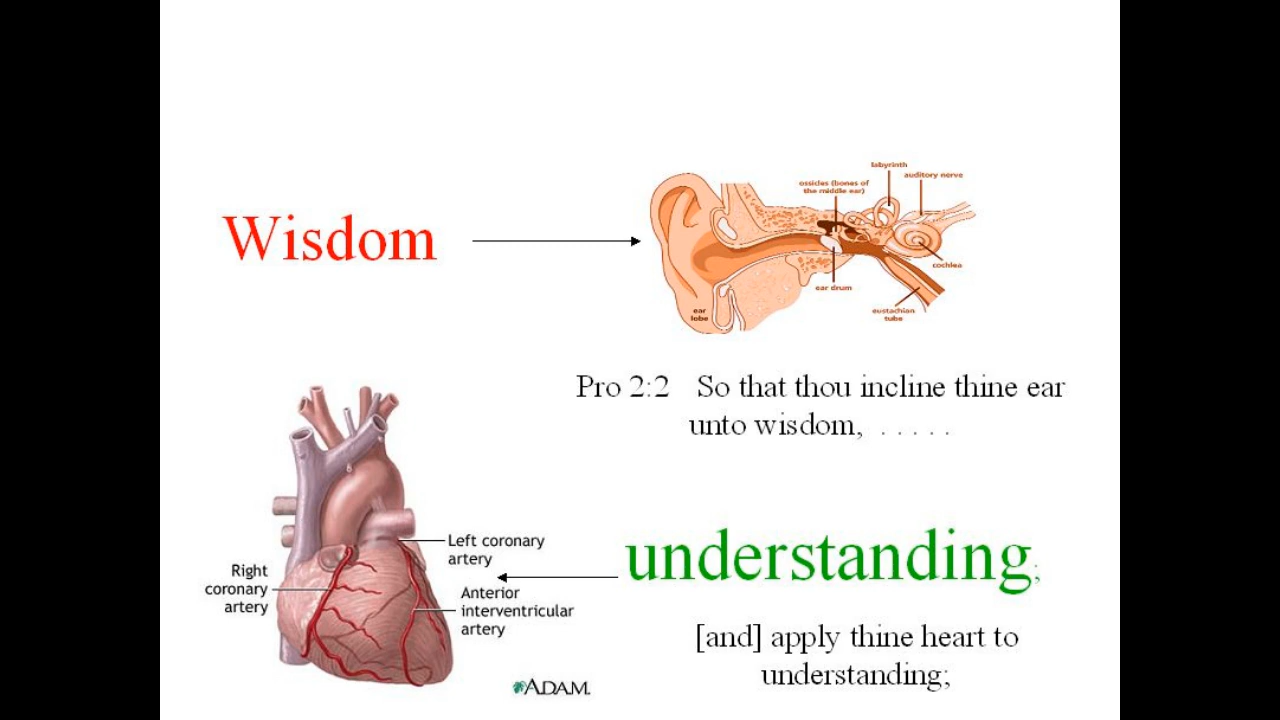 Wisdom
labyrinth
auditory nerve
ossicles (bones of
the middle ear)
cochlea
ear drum
ear
lobe
eustachian
tube
Pro 2:2 So that thou incline thine ear
unto wisdom, . . . . .
Left coronary
artery
Right
coronary
artery
Anterior
interventricular
artery
A.D.A.M.
understanding;
[and] apply thine heart to
understanding;